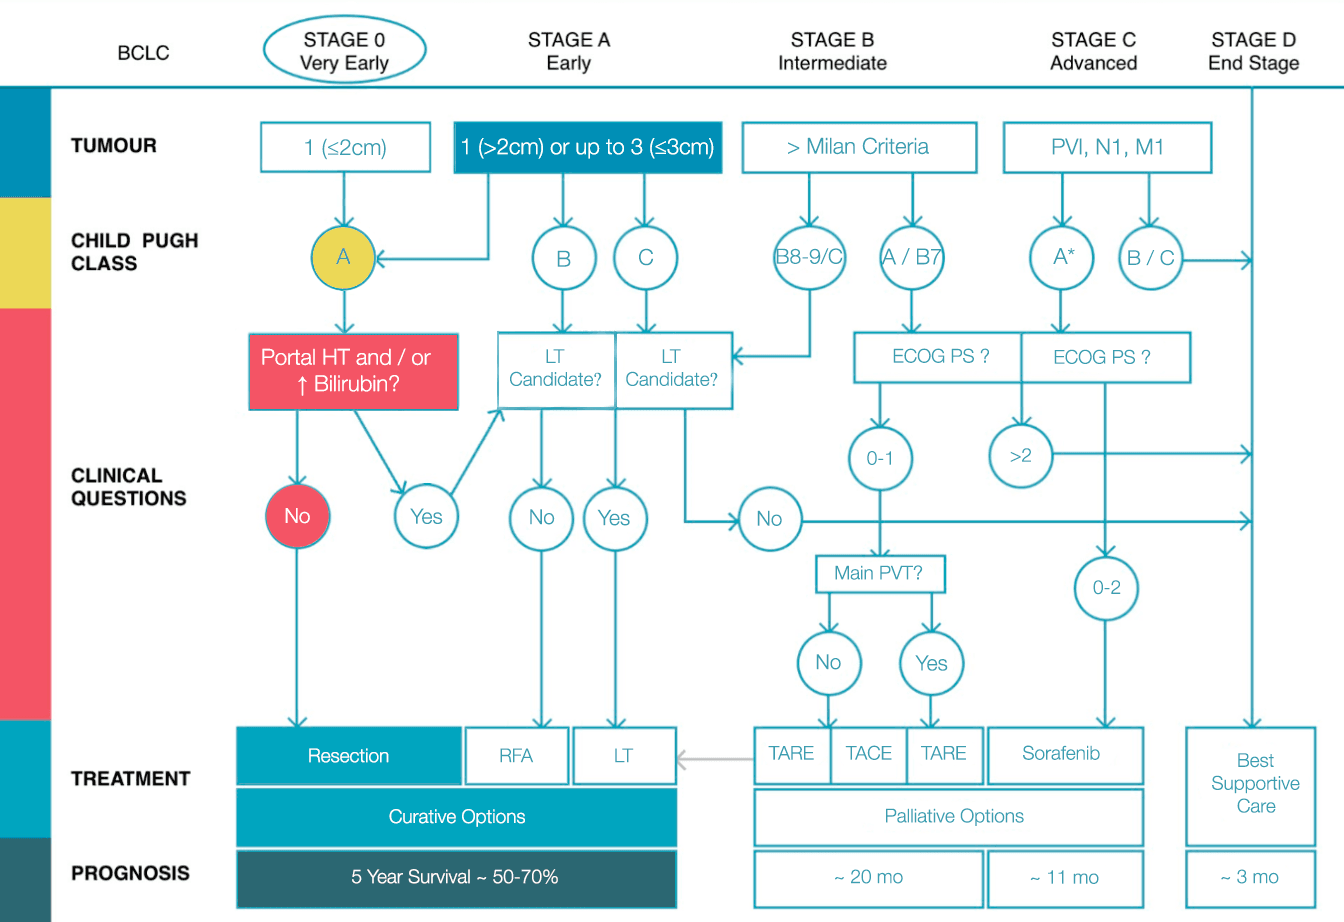 BCLC
STAGE 0
Very Early
STAGE A
Early
STAGE B
Intermediate
STAGE C
Advanced
STAGE D
End Stage
TUMOUR
1 (≤2cm)
1 (>2cm) or up to 3 (≤3cm)
> Milan Criteria
PVI, N1, M1
CHILD PUGH
CLASS
A
B
C
B8-9/C
A / B7
A*
B / C
Portal HT and / or
↑ Bilirubin?
LT
Candidate?
LT
Candidate?
ECOG PS ?
ECOG PS ?
CLINICAL
QUESTIONS
0-1
>2
No
Yes
No
Yes
No
Main PVT?
0-2
No
Yes
TREATMENT
Resection
RFA
LT
TARE
TACE
TARE
Sorafenib
Best
Supportive
Care
Curative Options
Palliative Options
PROGNOSIS
5 Year Survival ~ 50-70%
~ 20 mo
~ 11 mo
~ 3 mo